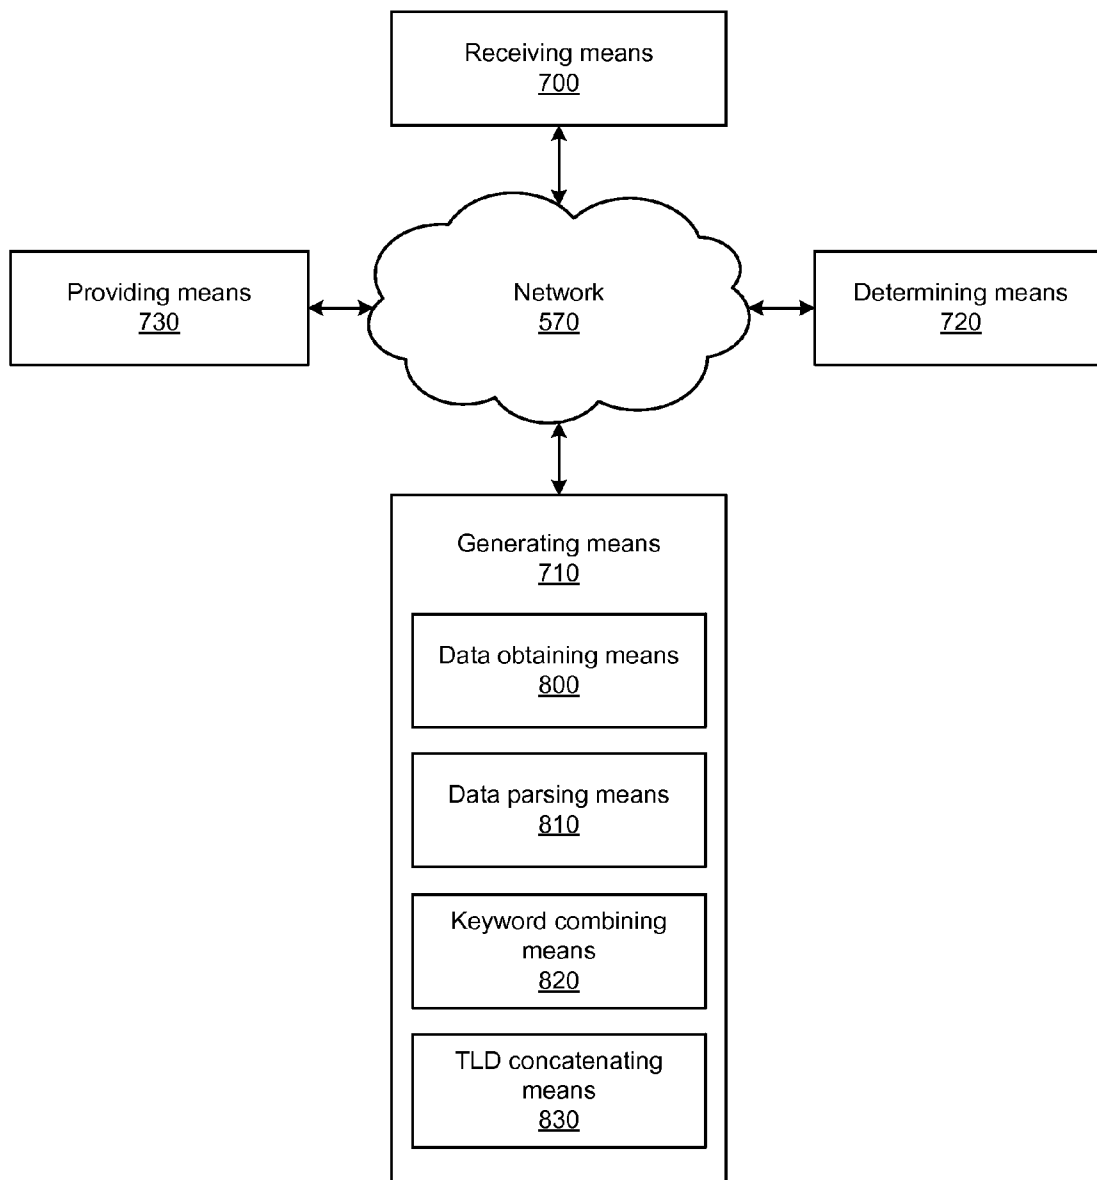 Receiving means
700
Providing means
730
Network
570
Determining means
720
Generating means
710
Data obtaining means
800
Data parsing means
810
Keyword combining
means
820
TLD concatenating
means
830